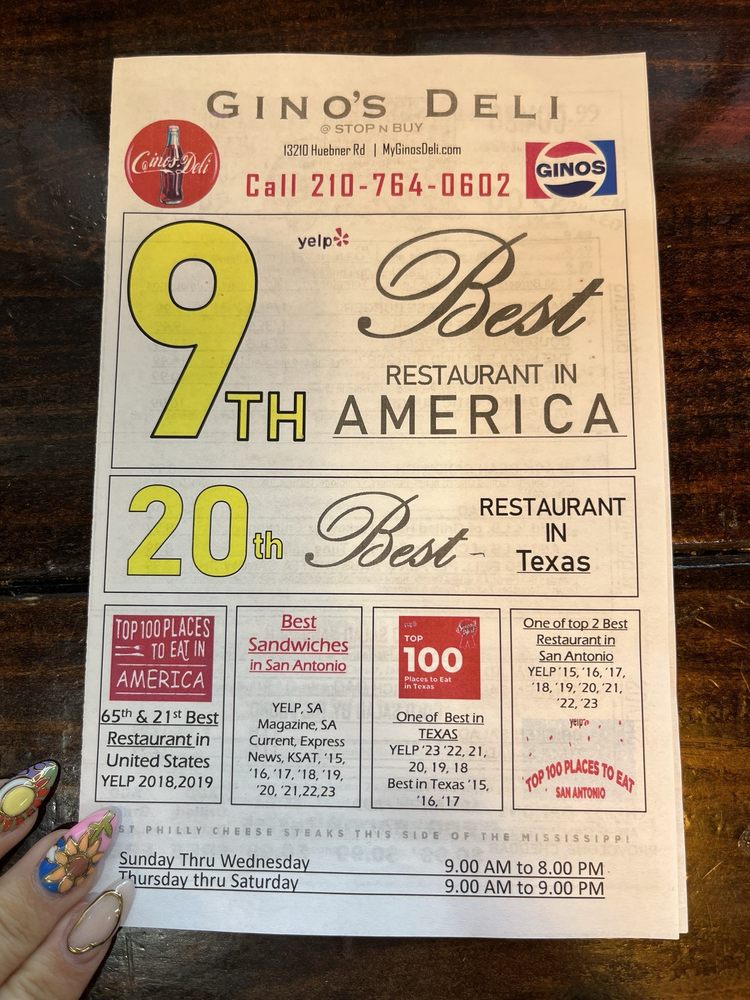 GINO'S DELI
@ STOP N BUY
13210 Huebner Rd | MyGinosDeli.com
Call 210-764-0602
Ginos Deli
GINOS
9TH
yelp
Best
RESTAURANT IN
AMERICA
20th
Best -
RESTAURANT
IN
Texas
TOP 100 PLACES
TO EAT IN
AMERICA
65th & 21st Best
Restaurant in
United States
YELP 2018,2019
Best
Sandwiches
in San Antonio
YELP, SA
Magazine, SA
Current, Express
News, KSAT, '15,
'16, '17, '18, '19,
'20, '21,22,23
TOP
100
Places to Eat
in Texas
One of Best in
TEXAS
YELP '23 '22, 21,
20, 19, 18
Best in Texas '15,
'16, '17
One of top 2 Best
Restaurant in
San Antonio
YELP '15, '16, '17,
'18, '19, '20, '21,
'22, '23
yelp
TOP 100 PLACES TO EAT
SAN ANTONIO
ST PHILLY CHEESE STEAKS THIS SIDE OF THE MISSISSIPPI
Sunday Thru Wednesday 9.00 AM to 8.00 PM
Thursday thru Saturday 9.00 AM to 9.00 PM